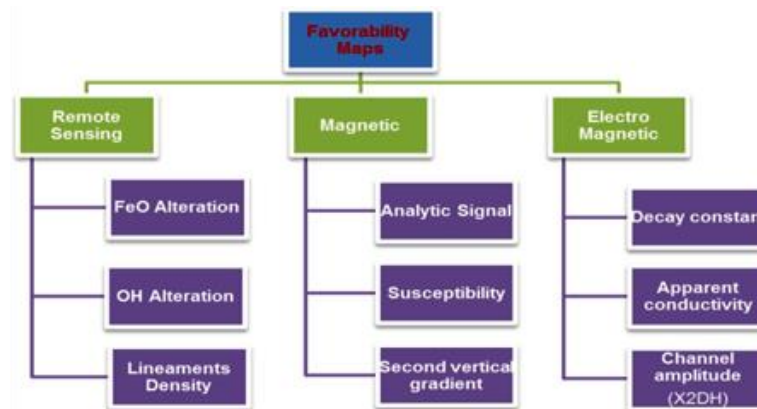 Favorability
Maps
Remote
Sensing
Magnetic
Electro
Magnetic
FeO Alteration
OH Alteration
Lineaments
Density
Analytic Signal
Susceptibility
Second vertical
gradient
Decay constan
Apparent
conductivity
Channel
amplitude
(X2DH)